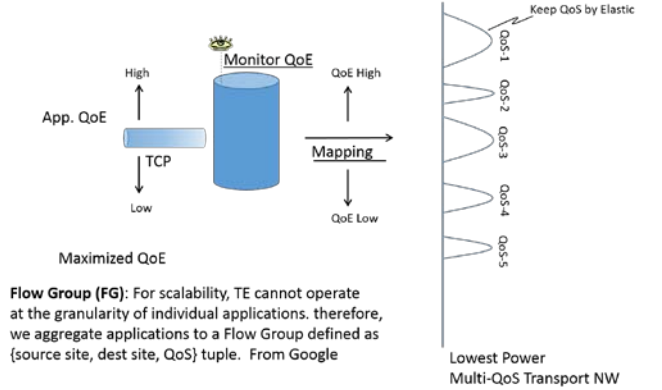 Keep QoS by Elastic
Monitor QoE
High
QoE High
App. QoE
TCP
Mapping
Low
QoE Low
QoS-1
QoS-2
QoS-3
QoS-4
QoS-5
Maximized QoE
Flow Group (FG): For scalability, TE cannot operate
at the granularity of individual applications. therefore,
we aggregate applications to a Flow Group defined as
{source site, dest site, QoS} tuple.  From Google
Lowest Power
Multi-QoS Transport NW